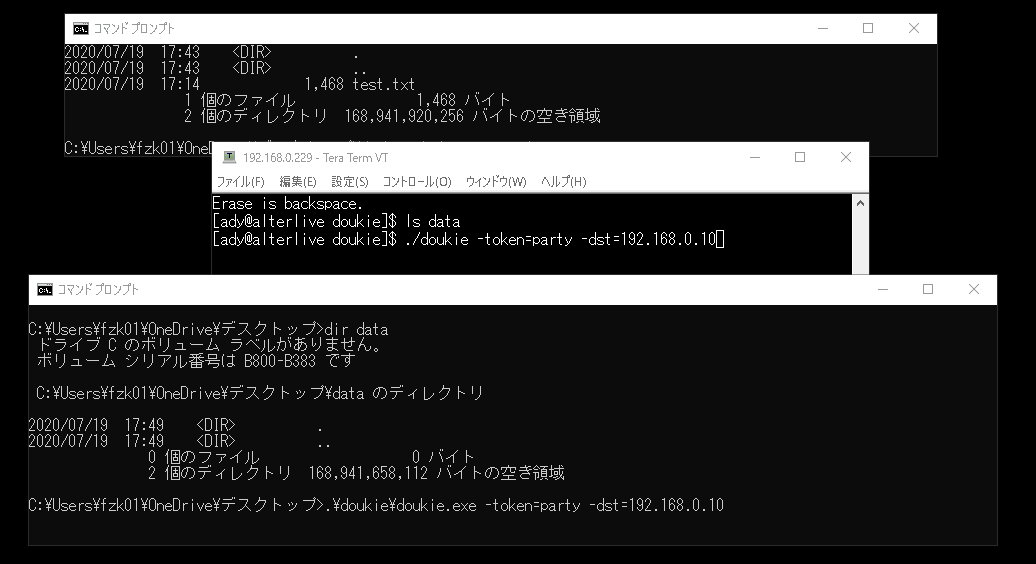 コマンド プロンプト
2020/07/19  17:43    <DIR>          .
2020/07/19  17:43    <DIR>          ..
2020/07/19  17:14             1,468 test.txt
               1 個のファイル               1,468 バイト
               2 個のディレクトリ  168,941,920,256 バイトの空き領域
C:¥Users¥fzk01¥One
192.168.0.229 - Tera Term VT
ファイル(F)  編集(E)  設定(S)  コントロール(O)  ウィンドウ(W)  ヘルプ(H)
Erase is backspace.
[ady@alterlive doukie]$ ls data
[ady@alterlive doukie]$ ./doukie -token=party -dst=192.168.0.10
コマンド プロンプト
C:¥Users¥fzk01¥OneDrive¥デスクトップ>dir data
 ドライブ C のボリューム ラベルがありません。
 ボリューム シリアル番号は B800-B383 です
 C:¥Users¥fzk01¥OneDrive¥デスクトップ¥data のディレクトリ
2020/07/19  17:49    <DIR>          .
2020/07/19  17:49    <DIR>          ..
               0 個のファイル                   0 バイト
               2 個のディレクトリ  168,941,658,112 バイトの空き領域
C:¥Users¥fzk01¥OneDrive¥デスクトップ>.¥doukie¥doukie.exe -token=party -dst=192.168.0.10